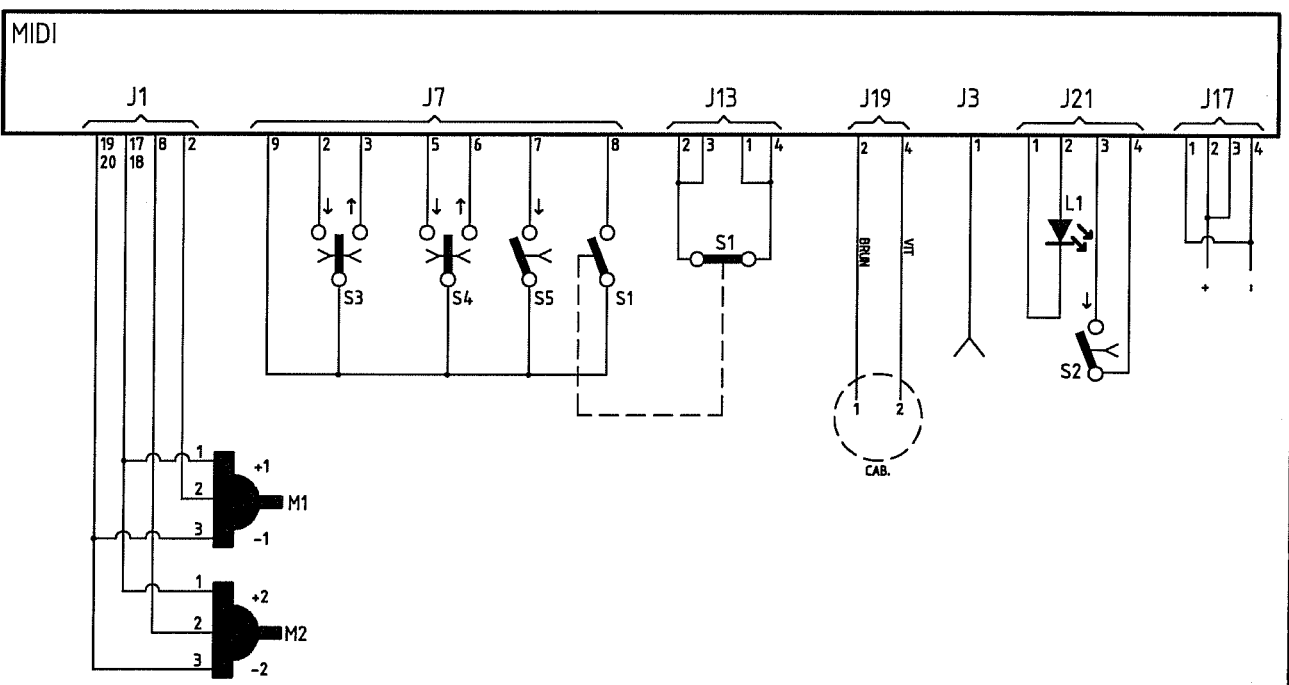 MIDI
J1 J7 J13 J19 J3 J21 J17
19 17 8 2 9 2 3 5 6 7 8 2 3 1 4 2 4 1 1 2 3 4 1 2 3 4
20 18
↓ ↑ ↓ ↑ ↓ L1
BRUN VIT
S1
S3 S4 S5 S1 ↓ + :
S2
1 2
CAB.
1 +1
2 M1
3 -1
1 +2
2 M2
3 -2